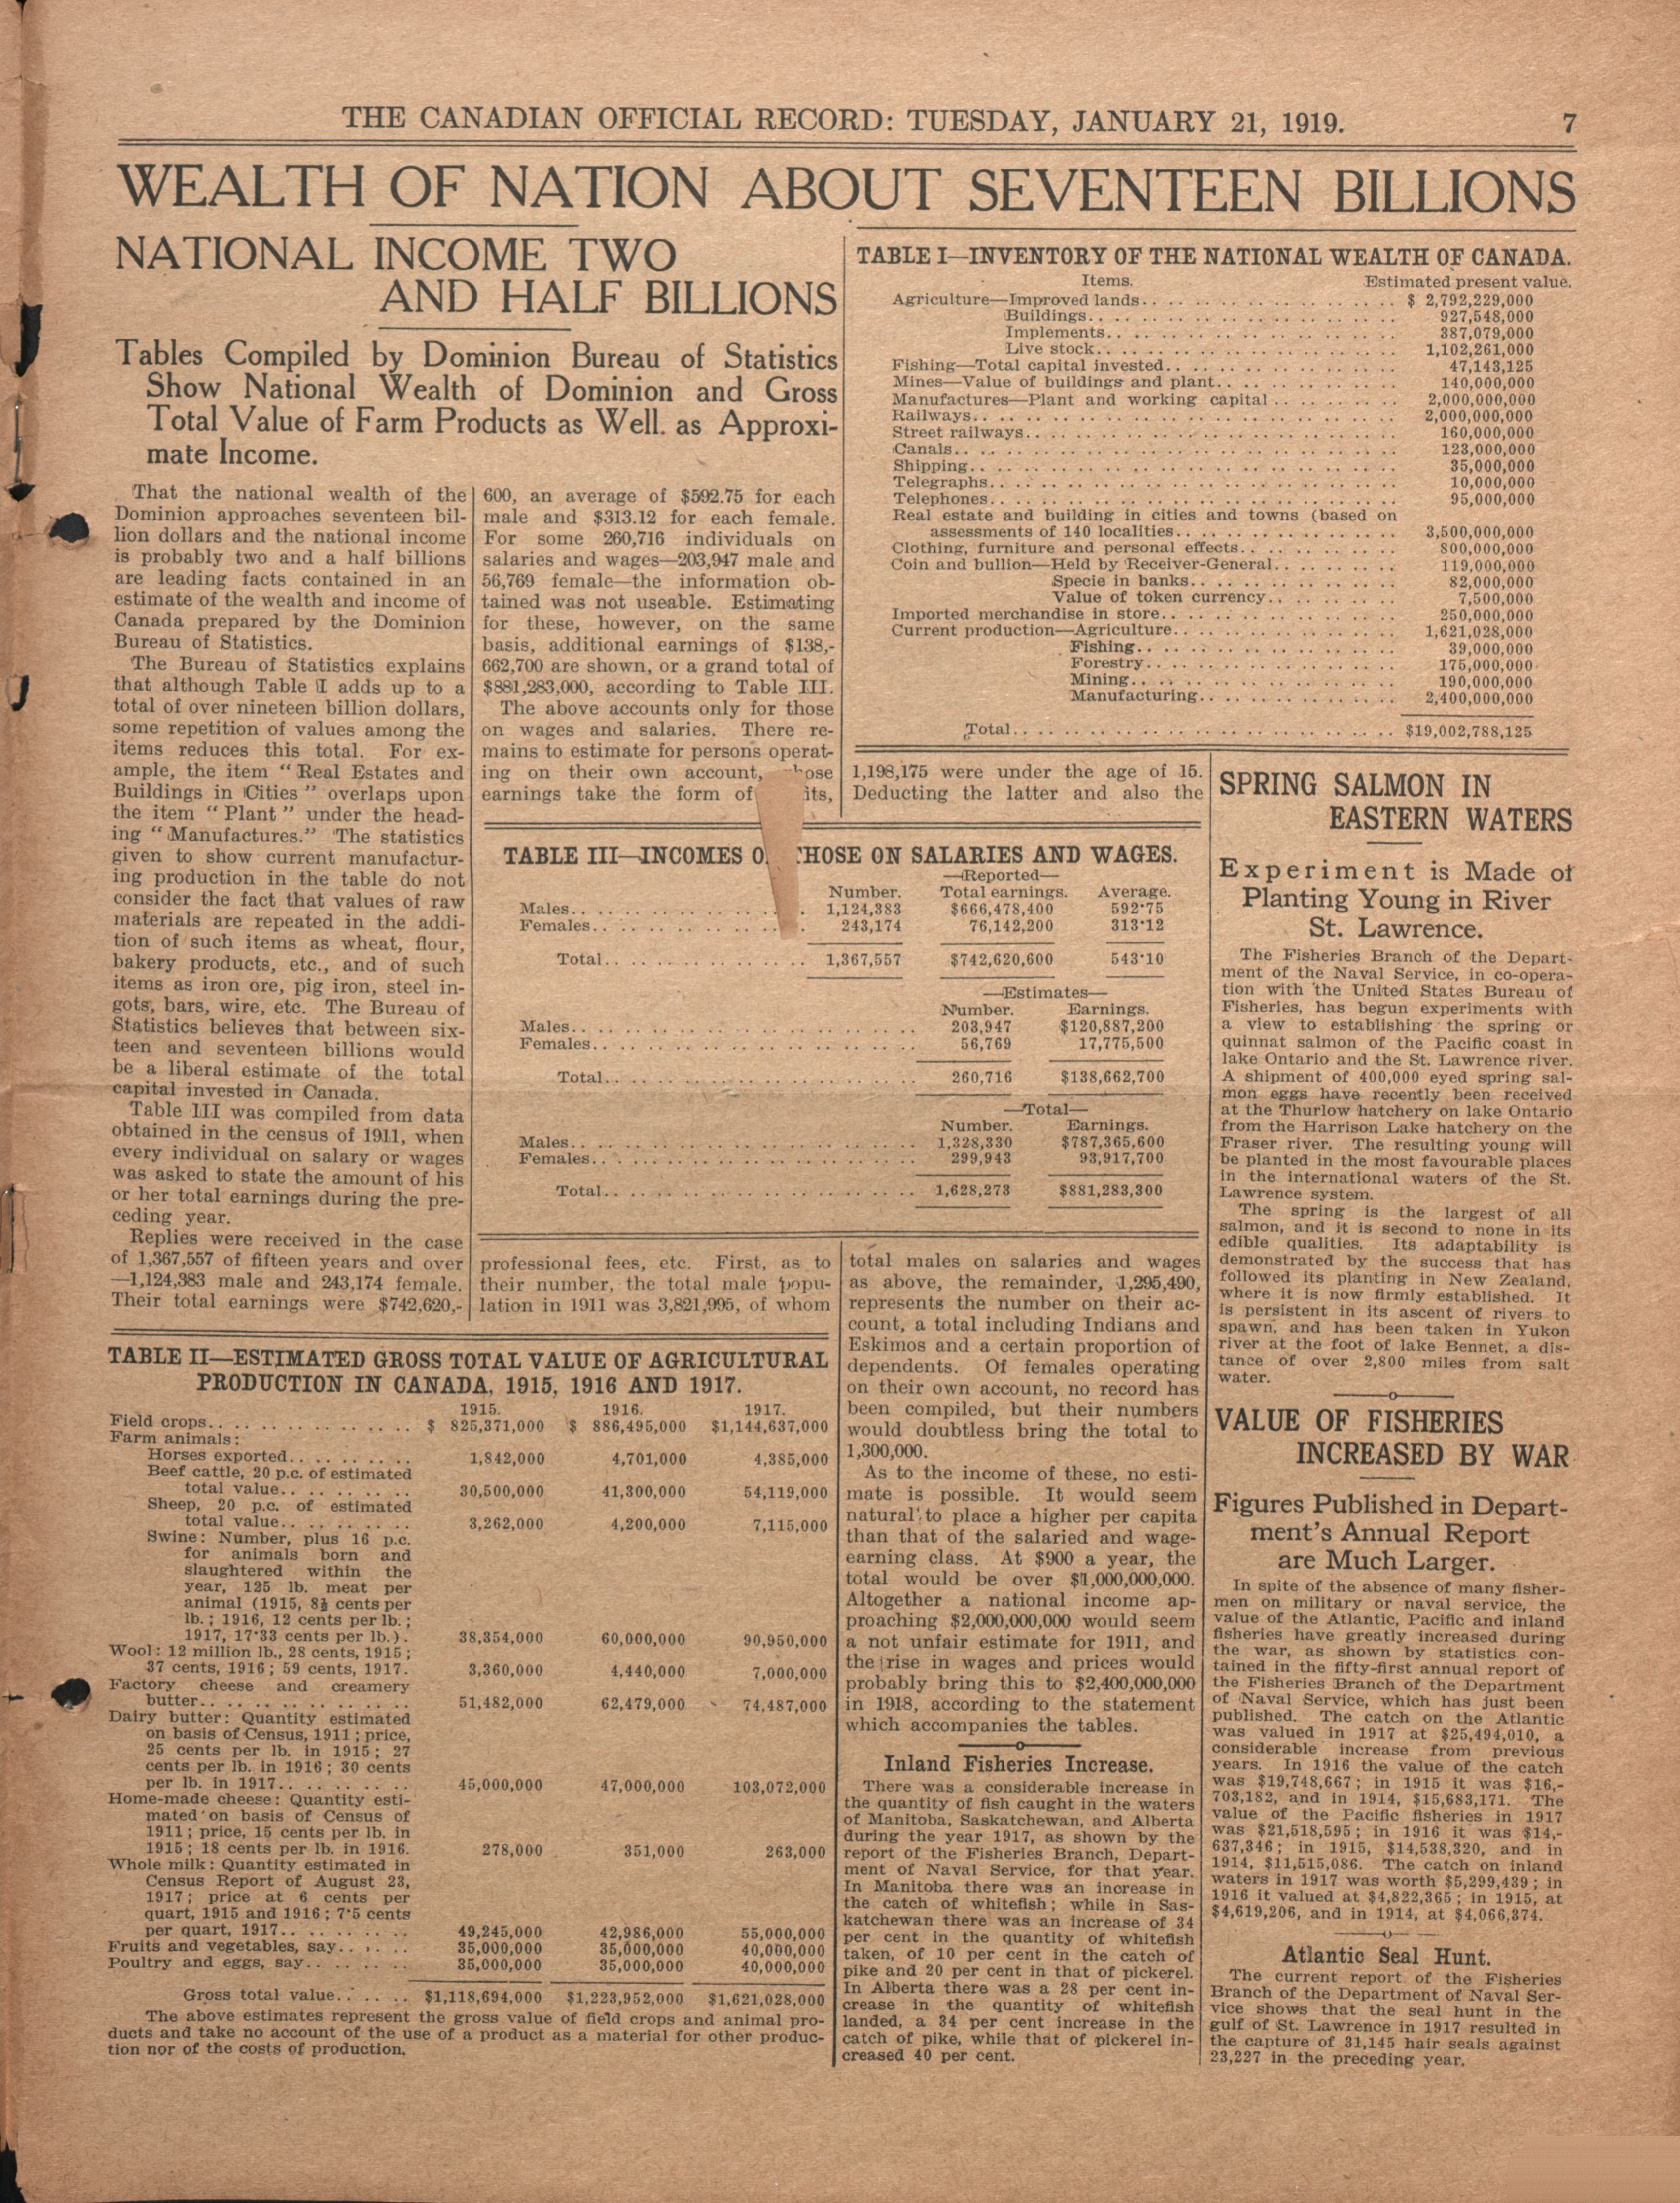 THE CANADIAN OFFICIAL RECORD: TUESDAY, JANUARY 21, 1919. 7
WEALTH OF NATION ABOUT SEVENTEEN BILLIONS
NATIONAL INCOME TWO
AND HALF BILLIONS
Tables Compiled by Dominion Bureau of Statistics
Show National Wealth of Dominion and Gross
Total Value of Farm Products as Well. as Approxi-
mate Income.
That the national wealth of the
Dominion approaches seventeen bil-
lion dollars and the national income
is probably two and a half billions
are leading facts contained in an
estimate of the wealth and income of
Canada prepared by the Dominion
Bureau of Statistics.
The Bureau of Statistics explains
that although Table I adds up to a
total of over nineteen billion dollars,
some repetition of values among the
items reduces this total. For ex-
ample, the item "Real Estates and
Buildings in Cities" overlaps upon
the item "Plant" under the head-
ing "Manufactures." The statistics
given to show current manufactur-
ing production in the table do not
consider the fact that values of raw
materials are repeated in the addi-
tion of such items as wheat, flour,
bakery products, etc., and of such
items as iron ore, pig iron, steel in-
gots, bars, wire, etc. The Bureau of
Statistics believes that between six-
teen and seventeen billions would
be a liberal estimate of the total
capital invested in Canada.
Table III was compiled from data
obtained in the census of 1911, when
every individual on salary or wages
was asked to state the amount of his
or her total earnings during the pre-
ceding year.
Replies were received in the case
of 1,367,557 of fifteen years and over
—1,124,383 male and 243,174 female.
Their total earnings were $742,620,-
600, an average of $592.75 for each
male and $313.12 for each female.
For some 260,716 individuals on
salaries and wages—203,947 male and
56,769 female—the information ob-
tained was not useable. Estimating
for these, however, on the same
basis, additional earnings of $138,-
662,700 are shown, or a grand total of
$881,283,000, according to Table III.
The above accounts only for those
on wages and salaries. There re-
mains to estimate for persons operat-
ing on their own account,
earnings take the form of
TABLE I—INVENTORY OF THE NATIONAL WEALTH OF CANADA.
Items. Estimated present value.
Agriculture—Improved lands.. $ 2,792,229,000
Buildings.. 927,548,000
Implements.. 387,079,000
Live stock.. 1,102,261,000
Fishing—Total capital invested.. 47,143,125
Mines—Value of buildings and plant.. 140,000,000
Manufactures—Plant and working capital.. 2,000,000,000
Railways.. 2,000,000,000
Street railways.. 160,000,000
Canals.. 123,000,000
Shipping.. 35,000,000
Telegraphs.. 10,000,000
Telephones.. 95,000,000
Real estate and building in cities and towns (based on
assessments of 140 localities.. 3,500,000,000
Clothing, furniture and personal effects.. 800,000,000
Coin and bullion—Held by Receiver-General.. 119,000,000
Specie in banks.. 82,000,000
Value of token currency.. 7,500,000
Imported merchandise in store.. 250,000,000
Current production—Agriculture.. 1,621,028,000
Fishing.. 39,000,000
Forestry.. 175,000,000
Mining.. 190,000,000
Manufacturing.. 2,400,000,000
Total.. $19,002,788,125
1,198,175 were under the age of 15.
Deducting the latter and also the
TABLE III—INCOMES THOSE ON SALARIES AND WAGES.
—Reported—
Number. Total earnings. Average.
Males.. 1,124,383 $666,478,400 592·75
Females.. 243,174 76,142,200 313·12
Total.. 1,367,557 $742,620,600 543·10
—Estimates—
Number. Earnings.
Males.. 203,947 $120,887,200
Females.. 56,769 17,775,500
Total.. 260,716 $138,662,700
—Total—
Number. Earnings.
Males.. 1,328,330 $787,365,600
Females.. 299,943 93,917,700
Total.. 1,628,273 $881,283,300
professional fees, etc. First, as to
their number, the total male popu-
lation in 1911 was 3,821,995, of whom
total males on salaries and wages
as above, the remainder, 1,295,490,
represents the number on their ac-
count, a total including Indians and
Eskimos and a certain proportion of
dependents. Of females operating
on their own account, no record has
been compiled, but their numbers
would doubtless bring the total to
1,300,000.
As to the income of these, no esti-
mate is possible. It would seem
natural to place a higher per capita
than that of the salaried and wage-
earning class. At $900 a year, the
total would be over $1,000,000,000.
Altogether a national income ap-
proaching $2,000,000,000 would seem
a not unfair estimate for 1911, and
the rise in wages and prices would
probably bring this to $2,400,000,000
in 1918, according to the statement
which accompanies the tables.
TABLE II—ESTIMATED GROSS TOTAL VALUE OF AGRICULTURAL
PRODUCTION IN CANADA, 1915, 1916 AND 1917.
1915. 1916. 1917.
Field crops.. $ 825,371,000 $ 886,495,000 $1,144,637,000
Farm animals:
Horses exported.. 1,842,000 4,701,000 4,385,000
Beef cattle, 20 p.c. of estimated
total value.. 30,500,000 41,300,000 54,119,000
Sheep, 20 p.c. of estimated
total value.. 3,262,000 4,200,000 7,115,000
Swine: Number, plus 16 p.c.
for animals born and
slaughtered within the
year, 125 lb. meat per
animal (1915, 8½ cents per
lb.; 1916, 12 cents per lb.;
1917, 17·33 cents per lb.). 38,354,000 60,000,000 90,950,000
Wool: 12 million lb., 28 cents, 1915;
37 cents, 1916; 59 cents, 1917. 3,360,000 4,440,000 7,000,000
Factory cheese and creamery
butter.. 51,482,000 62,479,000 74,487,000
Dairy butter: Quantity estimated
on basis of Census, 1911; price,
25 cents per lb. in 1915; 27
cents per lb. in 1916; 30 cents
per lb. in 1917.. 45,000,000 47,000,000 103,072,000
Home-made cheese: Quantity esti-
mated on basis of Census of
1911; price, 15 cents per lb. in
1915; 18 cents per lb. in 1916. 278,000 351,000 263,000
Whole milk: Quantity estimated in
Census Report of August 23,
1917; price at 6 cents per
quart, 1915 and 1916; 7·5 cents
per quart, 1917.. 49,245,000 42,986,000 55,000,000
Fruits and vegetables, say.. 35,000,000 35,000,000 40,000,000
Poultry and eggs, say.. 35,000,000 35,000,000 40,000,000
Gross total value.. $1,118,694,000 $1,223,952,000 $1,621,028,000
The above estimates represent the gross value of field crops and animal pro-
ducts and take no account of the use of a product as a material for other produc-
tion nor of the costs of production.
Inland Fisheries Increase.
There was a considerable increase in
the quantity of fish caught in the waters
of Manitoba, Saskatchewan, and Alberta
during the year 1917, as shown by the
report of the Fisheries Branch, Depart-
ment of Naval Service, for that year.
In Manitoba there was an increase in
the catch of whitefish; while in Sas-
katchewan there was an increase of 34
per cent in the quantity of whitefish
taken, of 10 per cent in the catch of
pike and 20 per cent in that of pickerel.
In Alberta there was a 28 per cent in-
crease in the quantity of whitefish
landed, a 34 per cent increase in the
catch of pike, while that of pickerel in-
creased 40 per cent.
SPRING SALMON IN
EASTERN WATERS
Experiment is Made of
Planting Young in River
St. Lawrence.
The Fisheries Branch of the Depart-
ment of the Naval Service, in co-opera-
tion with the United States Bureau of
Fisheries, has begun experiments with
a view to establishing the spring or
quinnat salmon of the Pacific coast in
lake Ontario and the St. Lawrence river.
A shipment of 400,000 eyed spring sal-
mon eggs have recently been received
at the Thurlow hatchery on lake Ontario
from the Harrison Lake hatchery on the
Fraser river. The resulting young will
be planted in the most favourable places
in the international waters of the St.
Lawrence system.
The spring is the largest of all
salmon, and it is second to none in its
edible qualities. Its adaptability is
demonstrated by the success that has
followed its planting in New Zealand,
where it is now firmly established. It
is persistent in its ascent of rivers to
spawn, and has been taken in Yukon
river at the foot of lake Bennet, a dis-
tance of over 2,800 miles from salt
water.
VALUE OF FISHERIES
INCREASED BY WAR
Figures Published in Depart-
ment's Annual Report
are Much Larger.
In spite of the absence of many fisher-
men on military or naval service, the
value of the Atlantic, Pacific and inland
fisheries have greatly increased during
the war, as shown by statistics con-
tained in the fifty-first annual report of
the Fisheries Branch of the Department
of Naval Service, which has just been
published. The catch on the Atlantic
was valued in 1917 at $25,494,010, a
considerable increase from previous
years. In 1916 the value of the catch
was $19,748,667; in 1915 it was $16,-
703,182, and in 1914, $15,683,171. The
value of the Pacific fisheries in 1917
was $21,518,595; in 1916 it was $14,-
637,346; in 1915, $14,538,320, and in
1914, $11,515,086. The catch on inland
waters in 1917 was worth $5,299,439; in
1916 it valued at $4,822,365; in 1915, at
$4,619,206, and in 1914, at $4,066,374.
Atlantic Seal Hunt.
The current report of the Fisheries
Branch of the Department of Naval Ser-
vice shows that the seal hunt in the
gulf of St. Lawrence in 1917 resulted in
the capture of 31,145 hair seals against
23,227 in the preceding year.